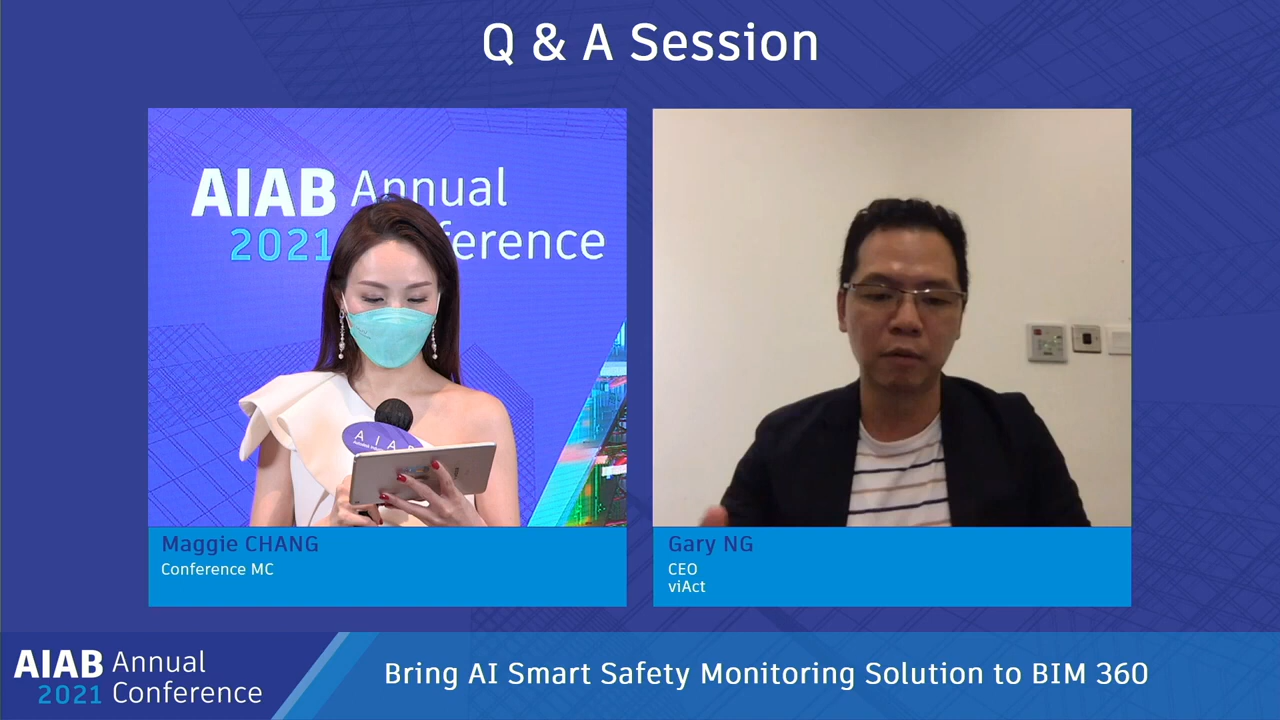 Q & A Session
AIAB Annual
2021
ference
A I A B
Maggie CHANG
Conference MC
Gary NG
CEO
viAct
AIAB Annual
2021 Conference
Bring AI Smart Safety Monitoring Solution to BIM 360